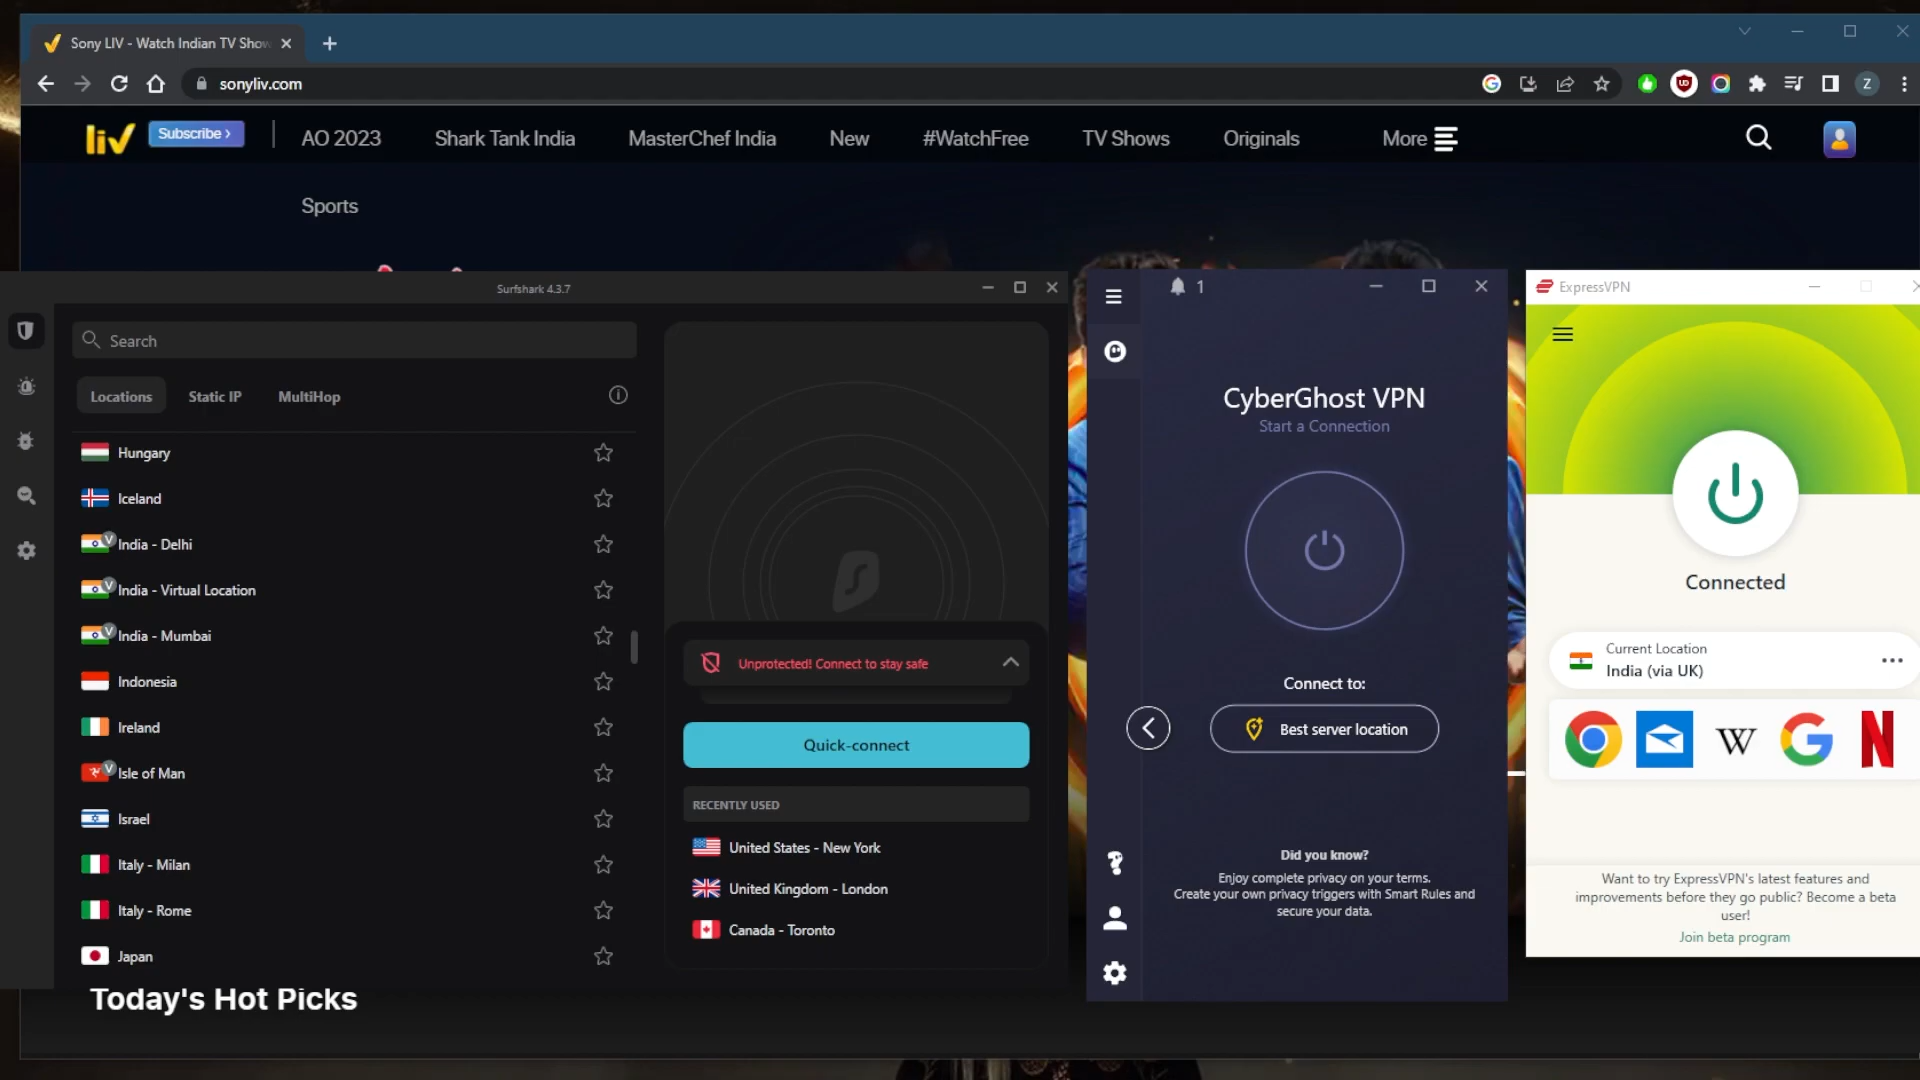 Sony LIV - Watch Indian TV Show
sonyliv.com
Z
liv
Subscribe >
AO 2023
Shark Tank India
MasterChef India
New
#WatchFree
TV Shows
Originals
More
Sports
Surfshark 4.3.7
Search
Locations
Static IP
MultiHop
Hungary
Iceland
V India - Delhi
V India - Virtual Location
V India - Mumbai
Indonesia
Ireland
V Isle of Man
Israel
Italy - Milan
Italy - Rome
Japan
Unprotected! Connect to stay safe
Quick-connect
RECENTLY USED
United States - New York
United Kingdom - London
Canada - Toronto
1
CyberGhost VPN
Start a Connection
Connect to:
Best server location
Did you know?
Enjoy complete privacy on your terms.
Create your own privacy triggers with Smart Rules and
secure your data.
ExpressVPN
Connected
Current Location
India (via UK)
W
G
N
Want to try ExpressVPN's latest features and
improvements before they go public? Become a beta
user!
Join beta program
Today's Hot Picks